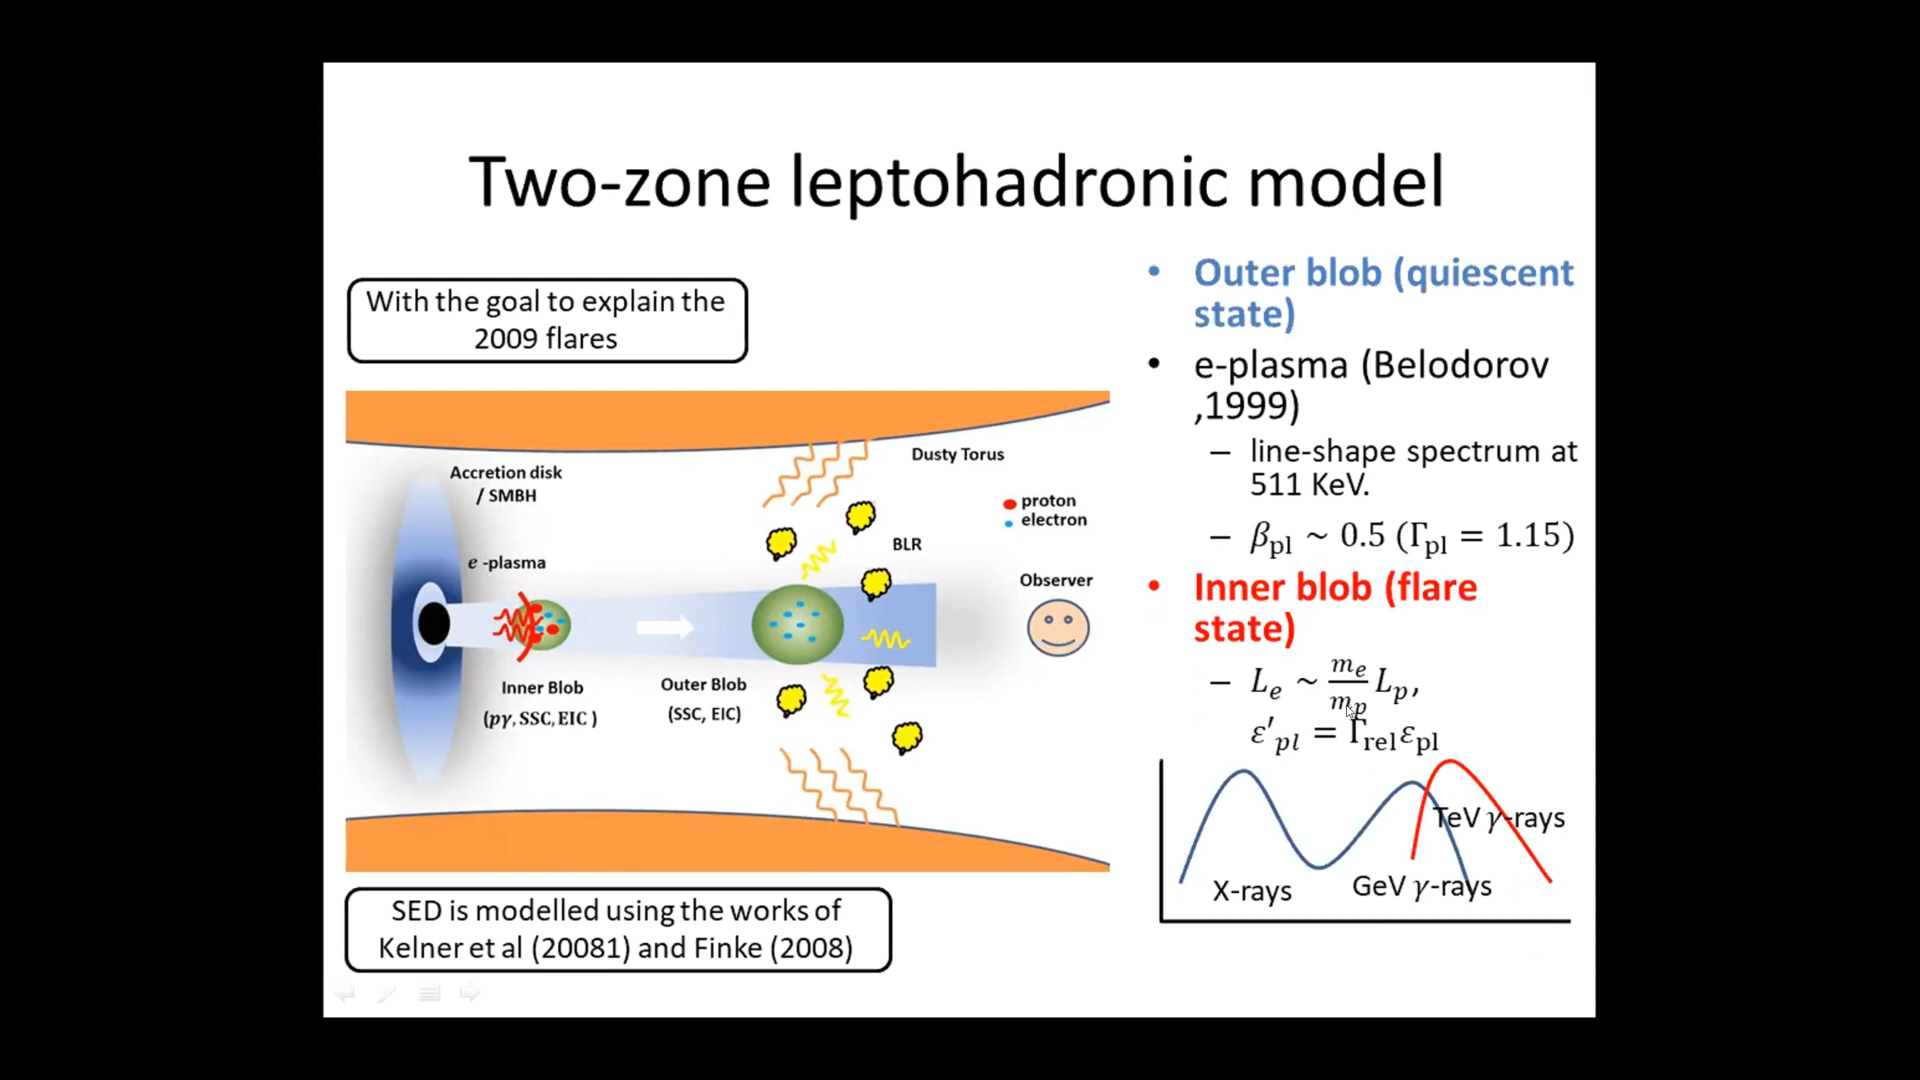 Two-zone leptohadronic model
With the goal to explain the
2009 flares
Accretion disk
/ SMBH
Dusty Torus
proton
electron
BLR
e -plasma
Observer
Inner Blob
(pγ, SSC, EIC )
Outer Blob
(SSC, EIC)
SED is modelled using the works of
Kelner et al (20081) and Finke (2008)
• Outer blob (quiescent
state)
• e-plasma (Belodorov
,1999)
– line-shape spectrum at
511 KeV.
– βpl ~ 0.5 (Γpl = 1.15)
• Inner blob (flare
state)
– Le ~ me/mp Lp,
ε′pl = Γrel εpl
TeV γ-rays
X-rays
GeV γ-rays